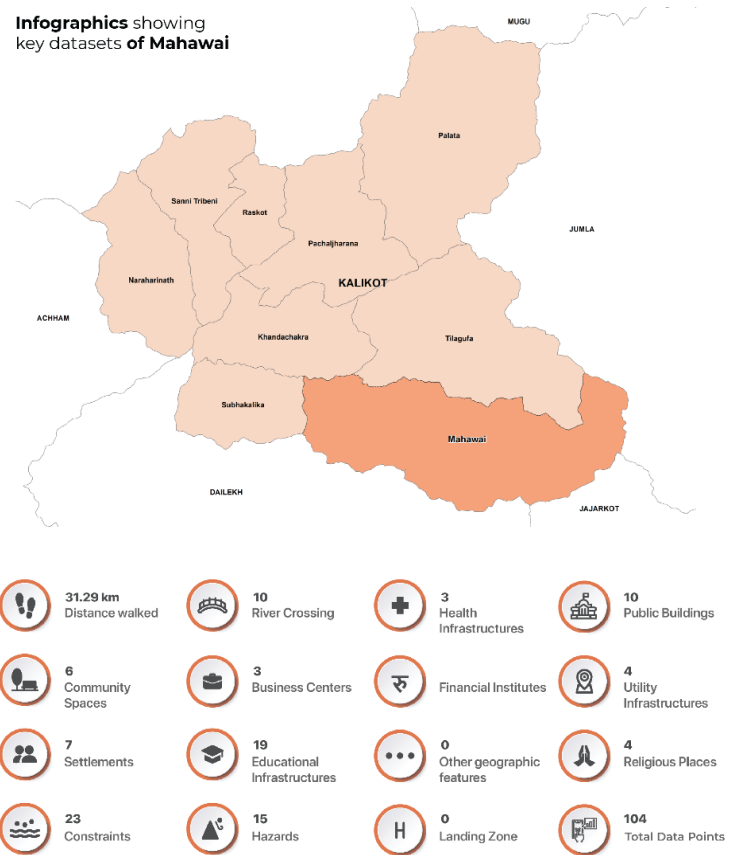 Infographics showing
key datasets of Mahawai
MUGU
Palata
Sanni Tribeni
Raskot
JUMLA
Pachaljharana
Naraharinath
KALIKOT
ACHHAM
Khandachakra
Tilagufa
Subhakalika
Mahawai
DAILEKH
JAJARKOT
31.29 km
Distance walked
10
River Crossing
3
Health
Infrastructures
10
Public Buildings
6
Community
Spaces
3
Business Centers
रु
Financial Institutes
4
Utility
Infrastructures
7
Settlements
19
Educational
Infrastructures
0
Other geographic
features
4
Religious Places
23
Constraints
15
Hazards
H
0
Landing Zone
104
Total Data Points